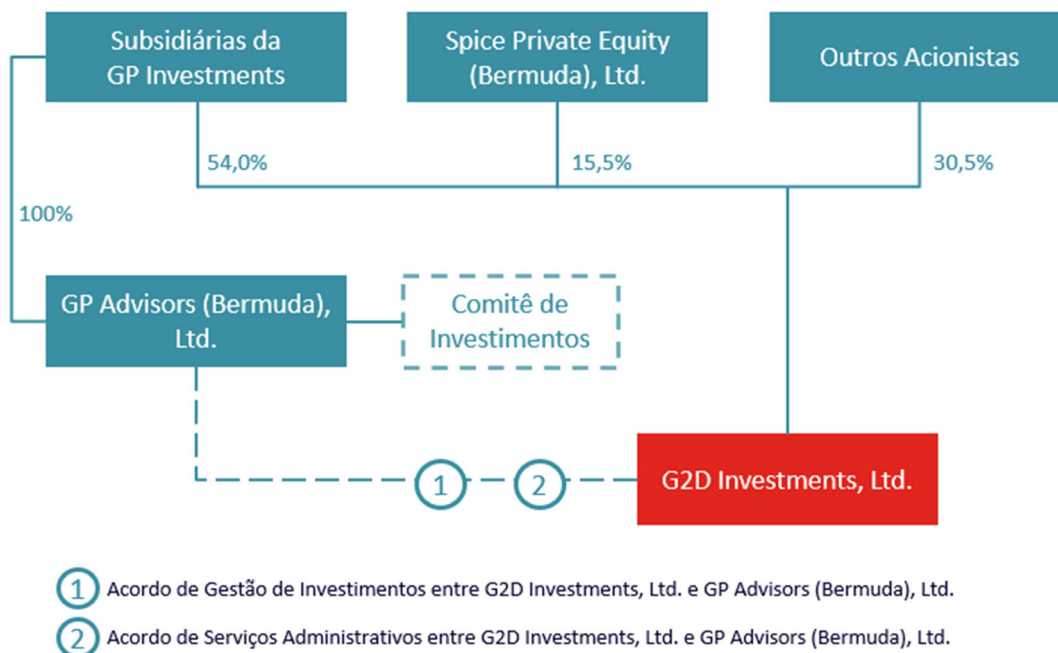 Subsidiárias da
GP Investments
Spice Private Equity
(Bermuda), Ltd.
Outros Acionistas
54,0%
15,5%
30,5%
100%
GP Advisors (Bermuda),
Ltd.
Comitê de
Investimentos
1
2
G2D Investments, Ltd.
1 Acordo de Gestão de Investimentos entre G2D Investments, Ltd. e GP Advisors (Bermuda), Ltd.
2 Acordo de Serviços Administrativos entre G2D Investments, Ltd. e GP Advisors (Bermuda), Ltd.